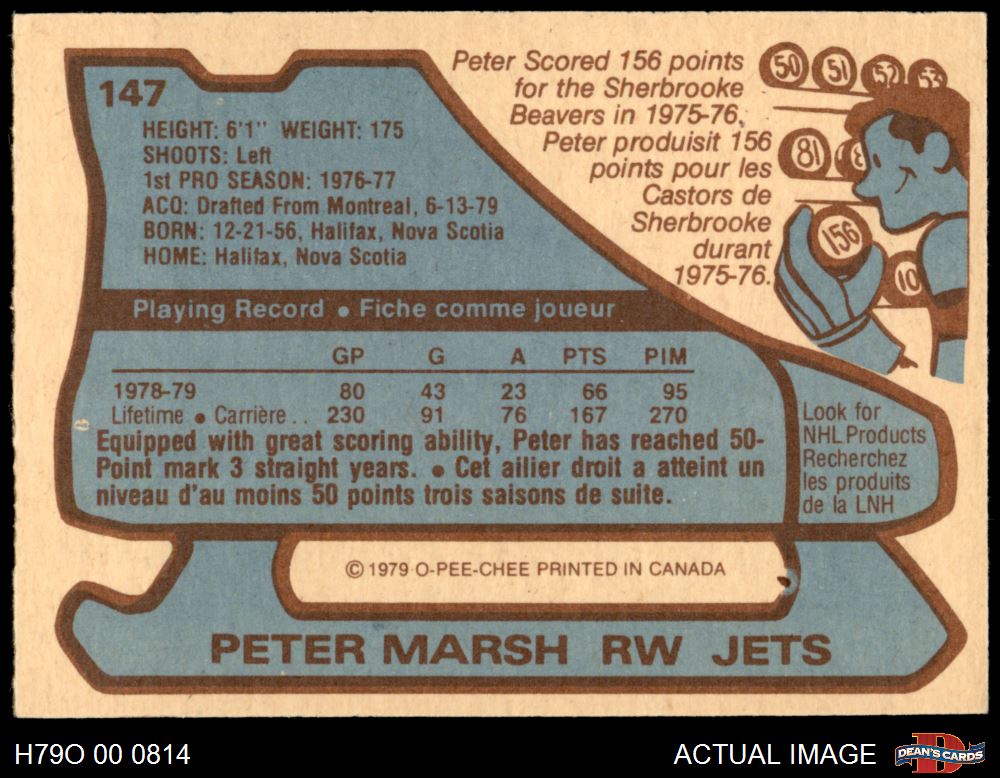 147
HEIGHT: 6'1" WEIGHT: 175
SHOOTS: Left
1st PRO SEASON: 1976-77
ACQ: Drafted From Montreal, 6-13-79
BORN: 12-21-56, Halifax, Nova Scotia
HOME: Halifax, Nova Scotia
Peter Scored 156 points
for the Sherbrooke
Beavers in 1975-76.
Peter produisit 156
points pour les
Castors de
Sherbrooke
durant
1975-76.
50 51 52 53
81 8
156
10
Playing Record • Fiche comme joueur
GP G A PTS PIM
1978-79 80 43 23 66 95
Lifetime • Carrière . . 230 91 76 167 270
Equipped with great scoring ability, Peter has reached 50-
Point mark 3 straight years. • Cet ailier droit a atteint un
niveau d'au moins 50 points trois saisons de suite.
Look for
NHL Products
Recherchez
les produits
de la LNH
© 1979 O-PEE-CHEE PRINTED IN CANADA
PETER MARSH RW JETS
H79O 00 0814
ACTUAL IMAGE
DEAN'S CARDS